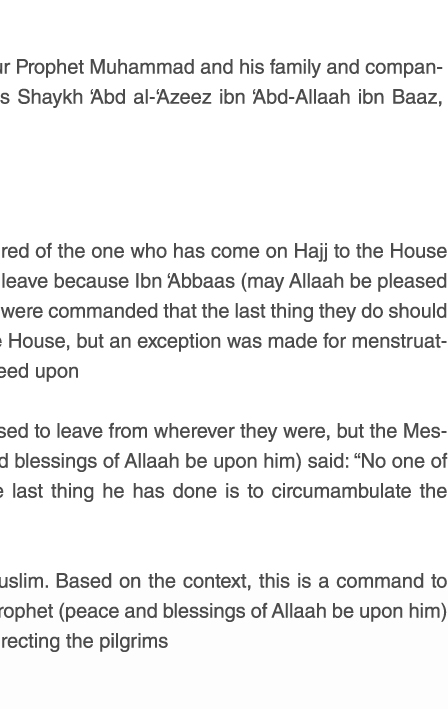 ur Prophet Muhammad and his family and compan-
s Shaykh ‘Abd al-‘Azeez ibn ‘Abd-Allaah ibn Baaz,
red of the one who has come on Hajj to the House
leave because Ibn ‘Abbaas (may Allaah be pleased
were commanded that the last thing they do should
e House, but an exception was made for menstruat-
eed upon
sed to leave from wherever they were, but the Mes-
d blessings of Allaah be upon him) said: “No one of
e last thing he has done is to circumambulate the
uslim. Based on the context, this is a command to
rophet (peace and blessings of Allaah be upon him)
recting the pilgrims